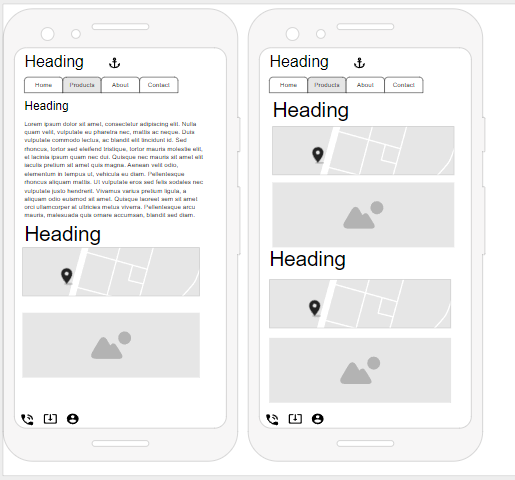 Heading
Home Products About Contact
Heading
Lorem ipsum dolor sit amet, consectetur adipiscing elit. Nulla
quam velit, vulputate eu pharetra nec, mattis ac neque. Duis
vulputate commodo lectus, ac blandit elit tincidunt id. Sed
rhoncus, tortor sed eleifend tristique, tortor mauris molestie elit,
et lacinia ipsum quam nec dui. Quisque nec mauris sit amet elit
iaculis pretium sit amet quis magna. Aenean velit odio,
elementum in tempus ut, vehicula eu diam. Pellentesque
rhoncus aliquam mattis. Ut vulputate eros sed felis sodales nec
vulputate justo hendrerit. Vivamus varius pretium ligula, a
aliquam odio euismod sit amet. Quisque laoreet sem sit amet
orci ullamcorper at ultricies metus viverra. Pellentesque arcu
mauris, malesuada quis ornare accumsan, blandit sed diam.
Heading
Heading
Home Products About Contact
Heading
Heading